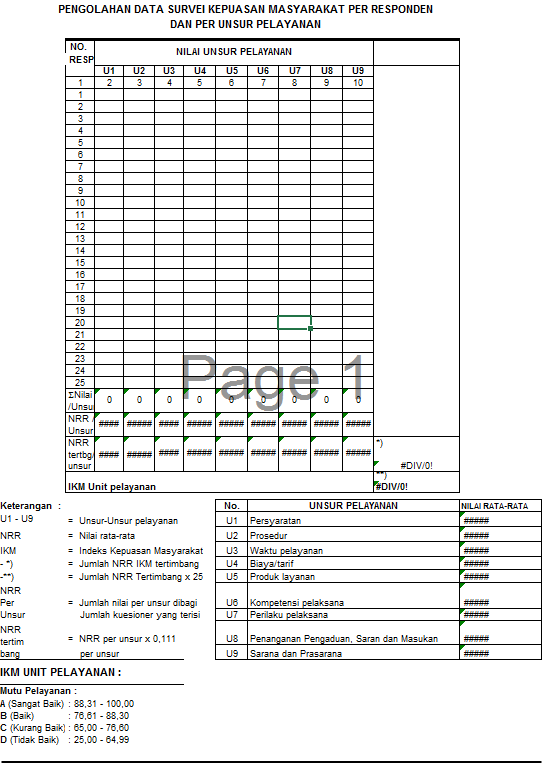 PENGOLAHAN DATA SURVEI KEPUASAN MASYARAKAT PER RESPONDEN
DAN PER UNSUR PELAYANAN
NO. RESP NILAI UNSUR PELAYANAN
U1 U2 U3 U4 U5 U6 U7 U8 U9
1 2 3 4 5 6 7 8 9 10
1
2
3
4
5
6
7
8
9
10
11
12
13
14
15
16
17
18
19
20
21
22
23
24
25
Page 1
ΣNilai /Unsu 0 0 0 0 0 0 0 0 0
NRR / Unsur #### ##### #### ##### ##### ##### ##### ##### #####
NRR tertbg/ unsur #### ##### #### ##### ##### ##### ##### ##### ##### *) #DIV/0!
IKM Unit pelayanan **) #DIV/0!
Keterangan :
U1 - U9 = Unsur-Unsur pelayanan
NRR = Nilai rata-rata
IKM = Indeks Kepuasan Masyarakat
- *) = Jumlah NRR IKM tertimbang
-**) = Jumlah NRR Tertimbang x 25
NRR
Per = Jumlah nilai per unsur dibagi
Unsur Jumlah kuesioner yang terisi
NRR
tertim = NRR per unsur x 0,111
bang per unsur
No. UNSUR PELAYANAN NILAI RATA-RATA
U1 Persyaratan #####
U2 Prosedur #####
U3 Waktu pelayanan #####
U4 Biaya/tarif #####
U5 Produk layanan #####
U6 Kompetensi pelaksana #####
U7 Perilaku pelaksana #####
U8 Penanganan Pengaduan, Saran dan Masukan #####
U9 Sarana dan Prasarana #####
IKM UNIT PELAYANAN :
Mutu Pelayanan :
A (Sangat Baik) : 88,31 - 100,00
B (Baik) : 76,61 - 88,30
C (Kurang Baik) : 65,00 - 76,60
D (Tidak Baik) : 25,00 - 64,99